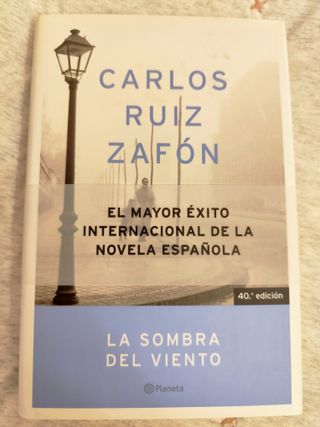 CARLOS
RUIZ
ZAFÓN
EL MAYOR ÉXITO
INTERNACIONAL DE LA
NOVELA ESPAÑOLA
40.ª edición
LA SOMBRA
DEL VIENTO
Planeta